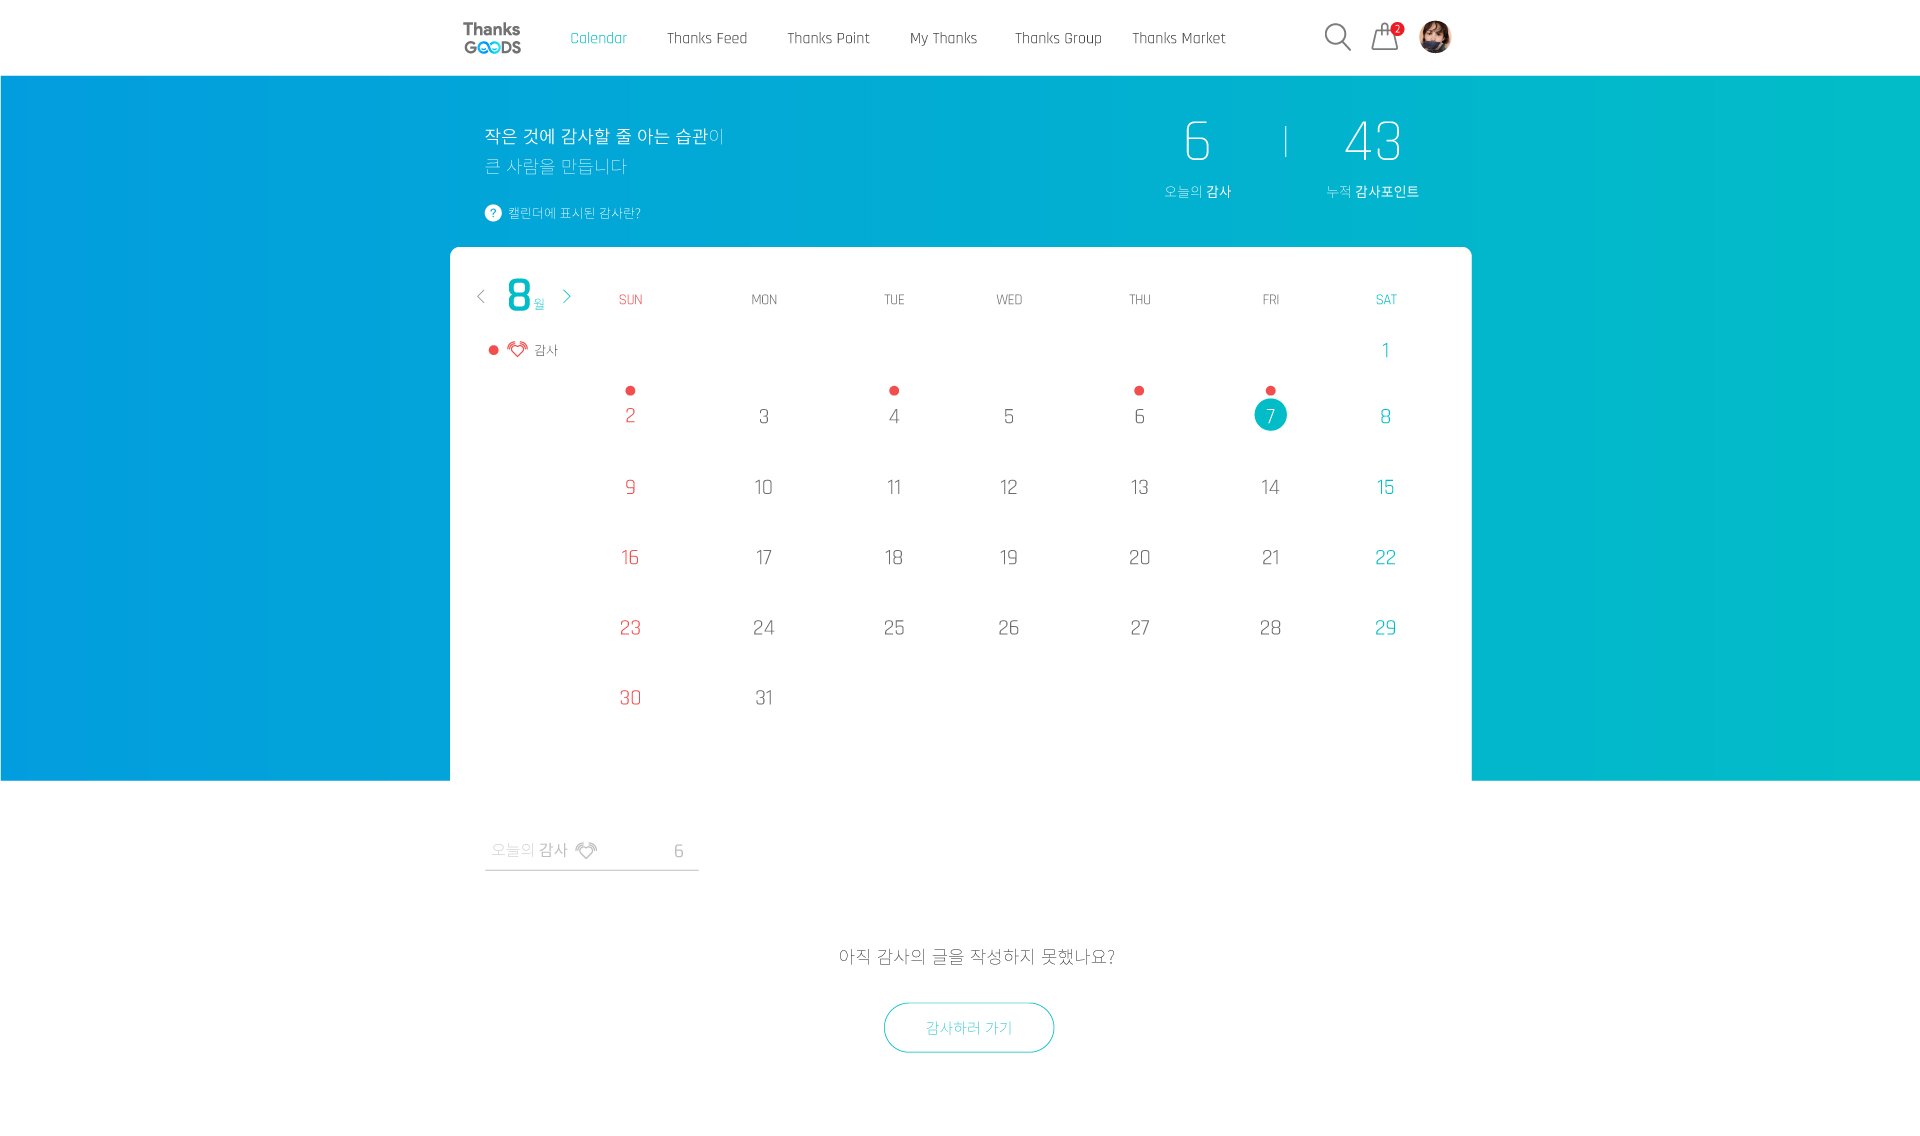 Thanks
GOODS
Calendar
Thanks Feed
Thanks Point
My Thanks
Thanks Group
Thanks Market
2
작은 것에 감사할 줄 아는 습관이
큰 사람을 만듭니다
? 캘린더에 표시된 감사란?
6
오늘의 감사
43
누적 감사포인트
8월
SUN MON TUE WED THU FRI SAT
감사
1
2 3 4 5 6 7 8
9 10 11 12 13 14 15
16 17 18 19 20 21 22
23 24 25 26 27 28 29
30 31
오늘의 감사 6
아직 감사의 글을 작성하지 못했나요?
감사하러 가기